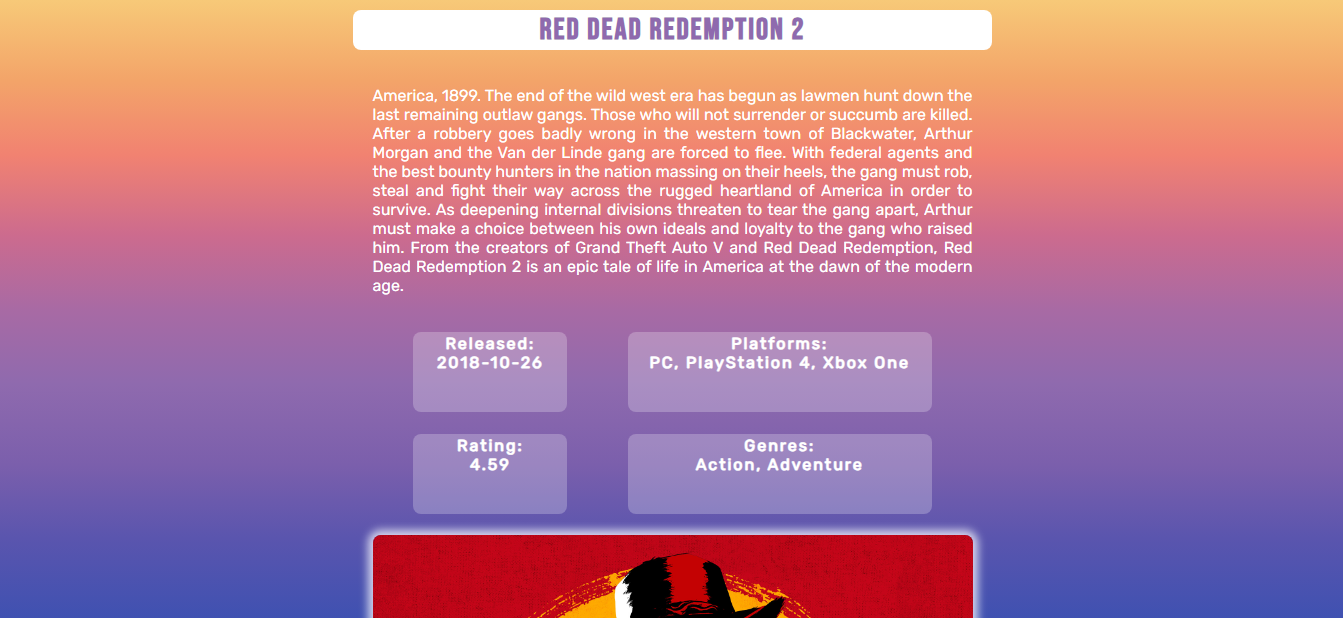 RED DEAD REDEMPTION 2
America, 1899. The end of the wild west era has begun as lawmen hunt down the
last remaining outlaw gangs. Those who will not surrender or succumb are killed.
After a robbery goes badly wrong in the western town of Blackwater, Arthur
Morgan and the Van der Linde gang are forced to flee. With federal agents and
the best bounty hunters in the nation massing on their heels, the gang must rob,
steal and fight their way across the rugged heartland of America in order to
survive. As deepening internal divisions threaten to tear the gang apart, Arthur
must make a choice between his own ideals and loyalty to the gang who raised
him. From the creators of Grand Theft Auto V and Red Dead Redemption, Red
Dead Redemption 2 is an epic tale of life in America at the dawn of the modern
age.
Released:
2018-10-26
Platforms:
PC, PlayStation 4, Xbox One
Rating:
4.59
Genres:
Action, Adventure